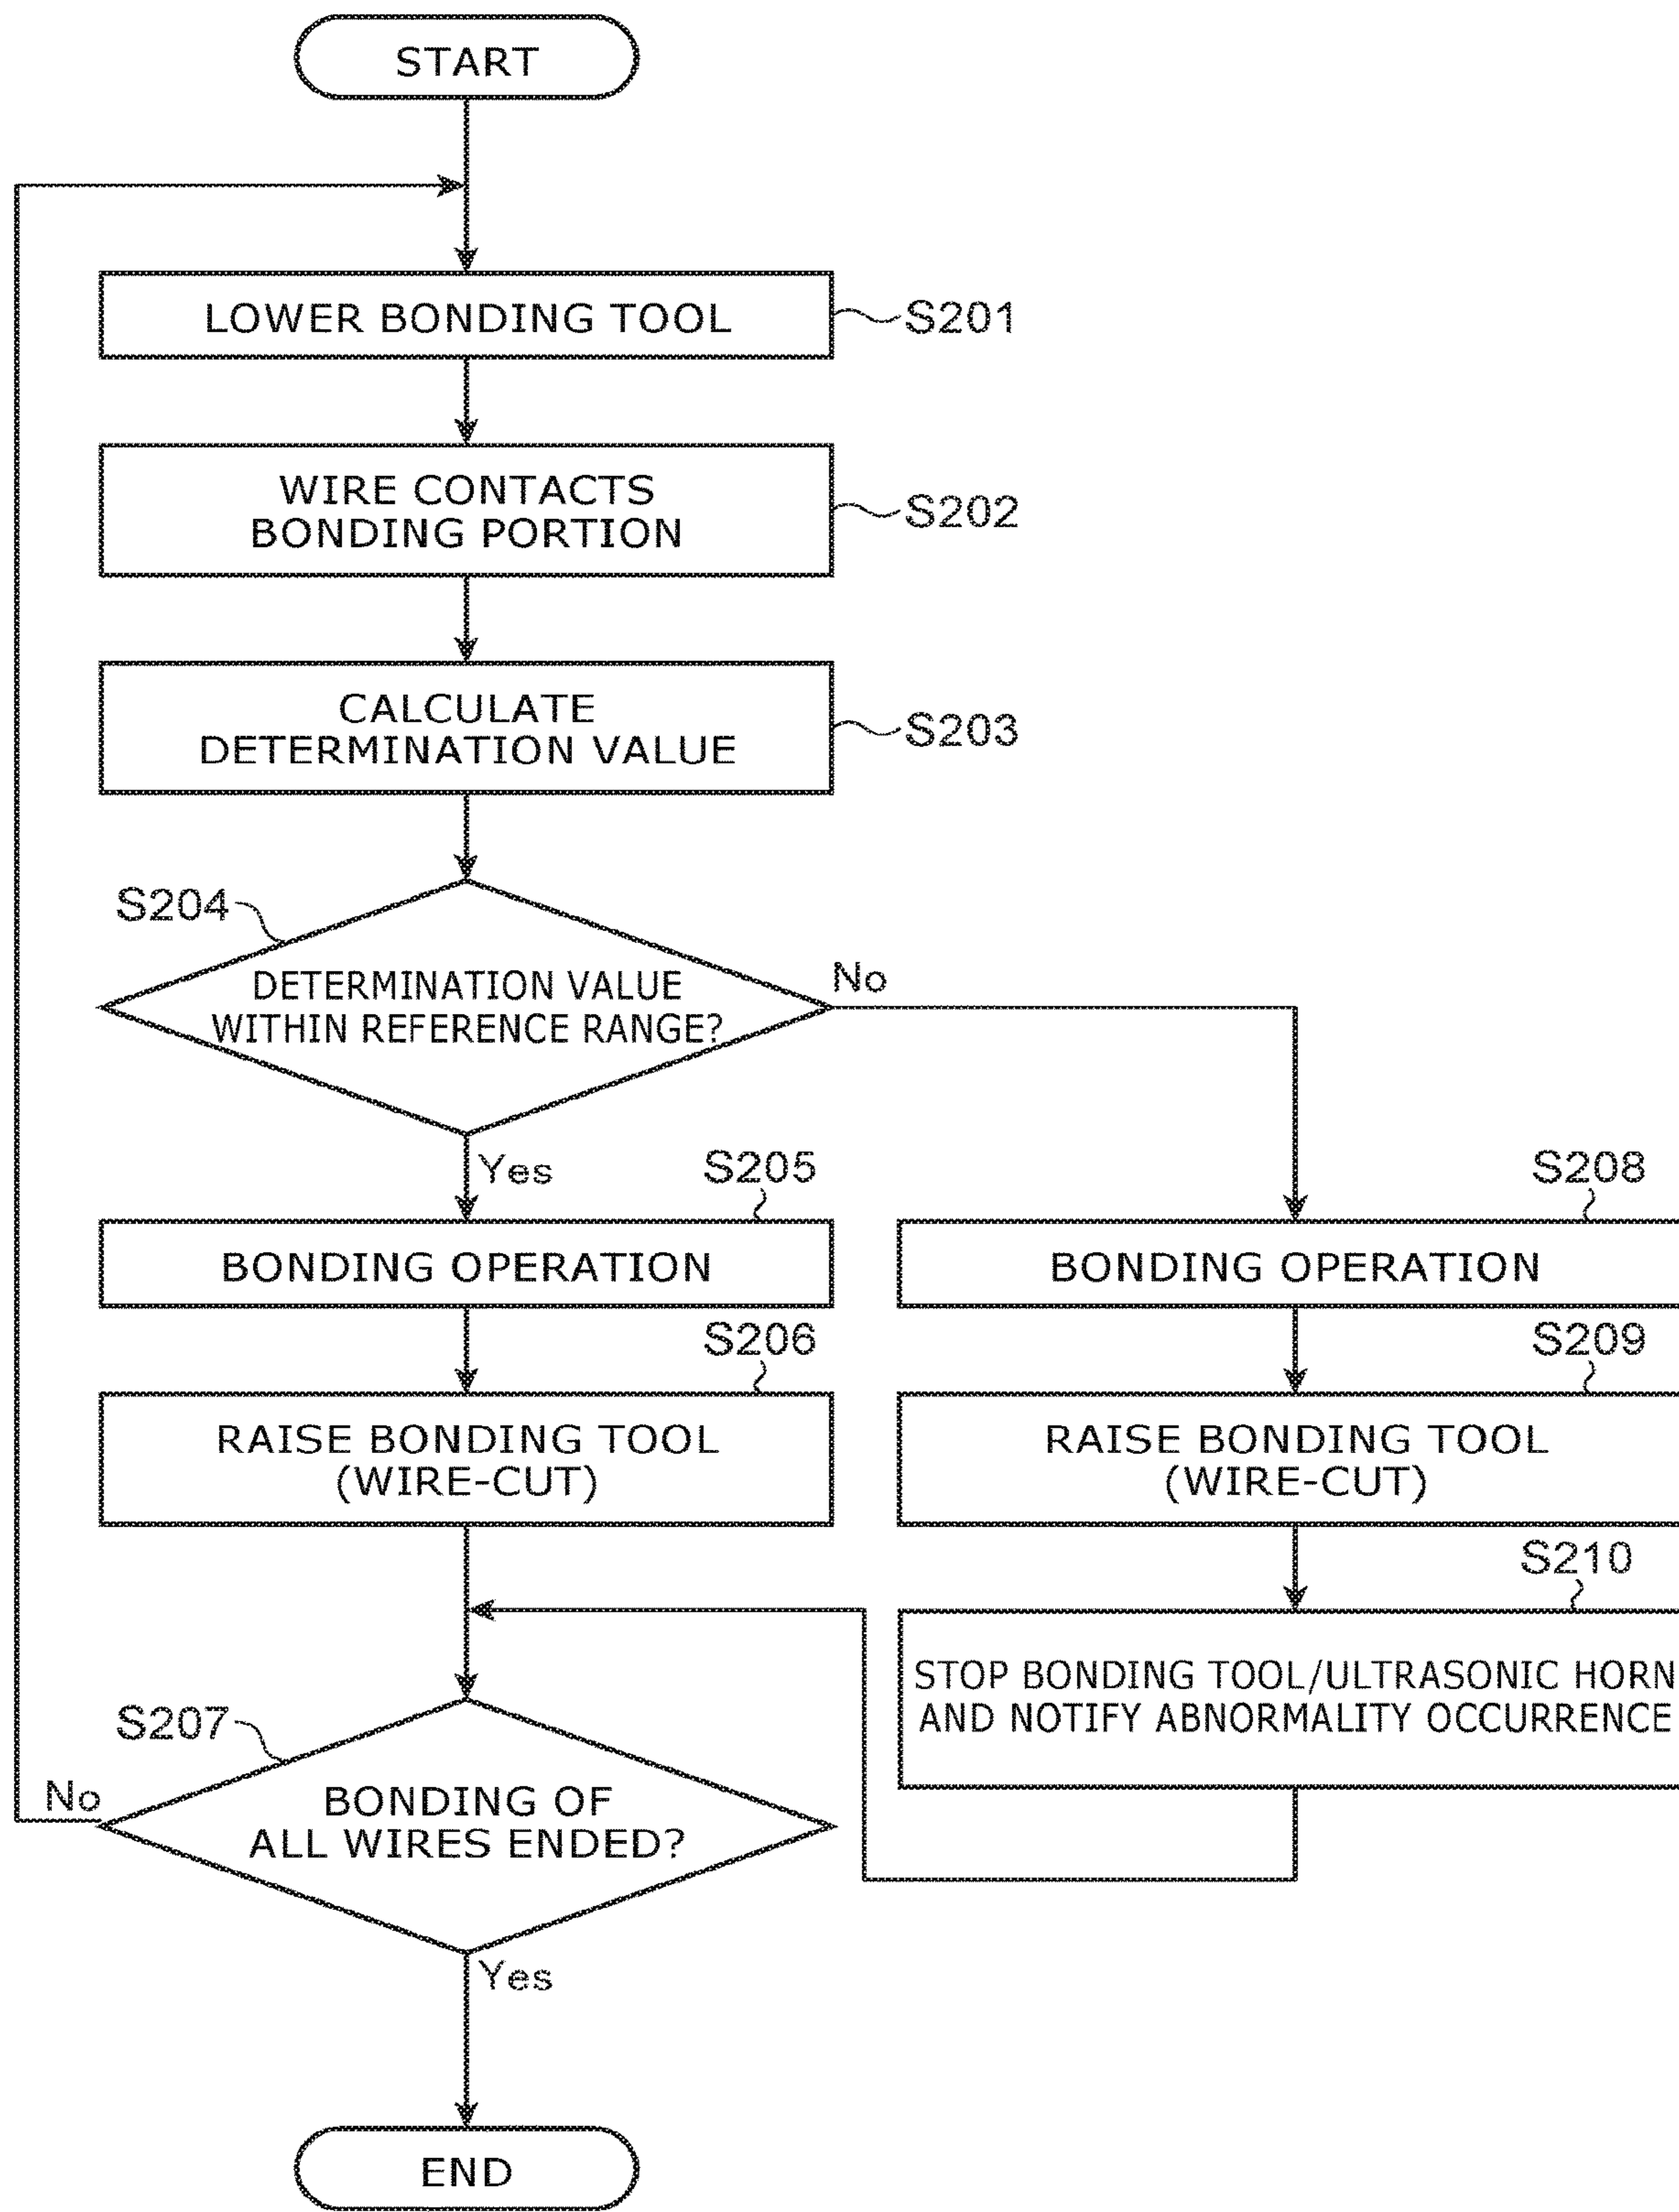 START
LOWER BONDING TOOL
S201
WIRE CONTACTS
BONDING PORTION
S202
CALCULATE
DETERMINATION VALUE
S203
S204
DETERMINATION VALUE
WITHIN REFERENCE RANGE?
No
Yes
S205
BONDING OPERATION
S206
RAISE BONDING TOOL
(WIRE-CUT)
S208
BONDING OPERATION
S209
RAISE BONDING TOOL
(WIRE-CUT)
S210
STOP BONDING TOOL/ULTRASONIC HORN
AND NOTIFY ABNORMALITY OCCURRENCE
S207
BONDING OF
ALL WIRES ENDED?
No
Yes
END